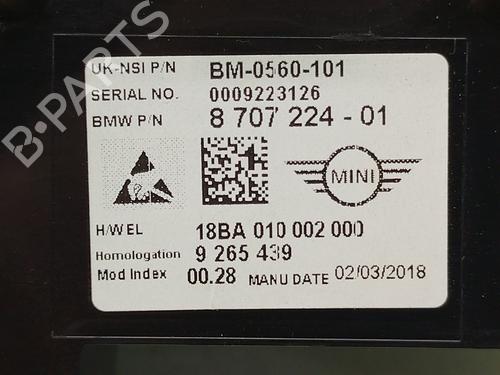 B-PARTS
UK-NSI P/N BM-0560-101
SERIAL NO. 0009223126
BMW P/N 8 707 224 - 01
MINI
H/W EL 18BA 010 002 000
Homologation 9 265 439
Mod Index 00.28 MANU DATE 02/03/2018